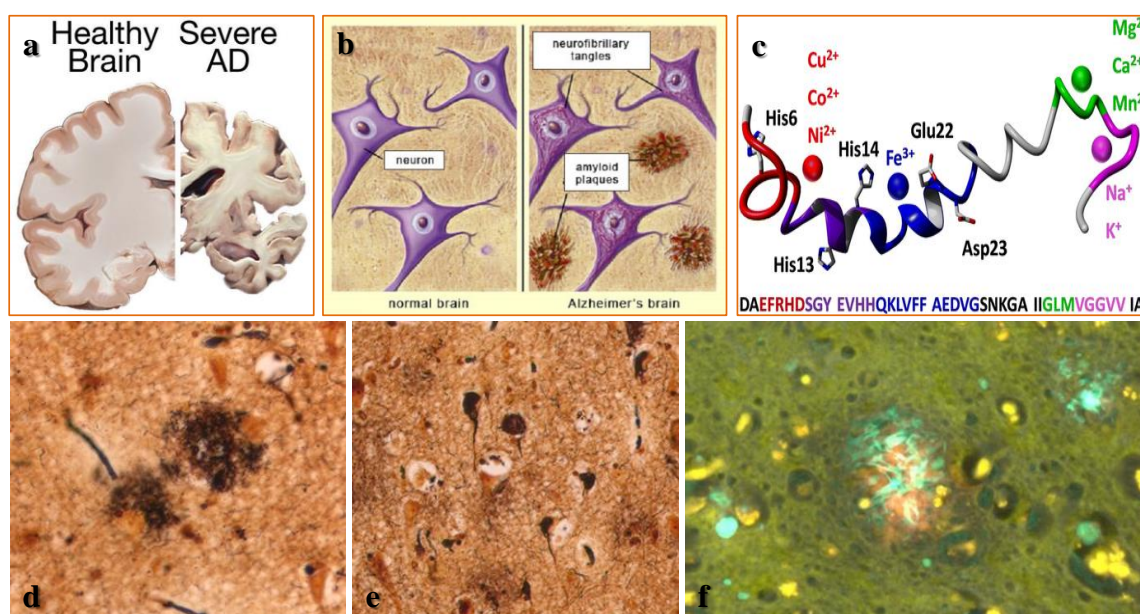 a
Healthy
Brain
Severe
AD
b
neurofibrillary
tangles
neuron
amyloid
plaques
normal brain
Alzheimer's brain
c
Cu2+
Co2+
Ni2+
His6
His14
Fe3+
Glu22
His13
Asp23
Mg2
Ca2+
Mn2
Na+
K+
DAEFRHDSGY EVHHQKLVFF AEDVGSNKGA IIGLMVGGVV IA
d
e
f